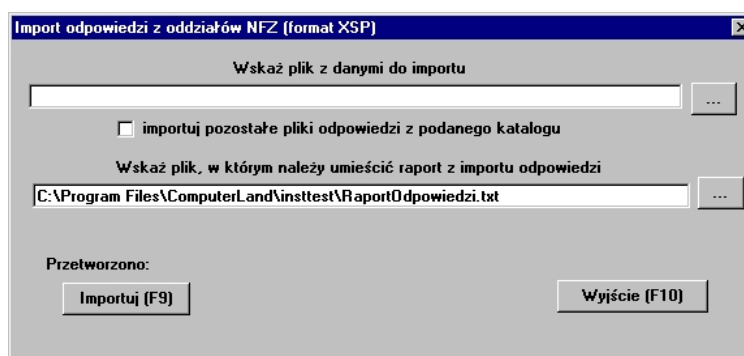 Import odpowiedzi z oddziałów NFZ (format XSP)
Wskaż plik z danymi do importu
...
importuj pozostałe pliki odpowiedzi z podanego katalogu
Wskaż plik, w którym należy umieścić raport z importu odpowiedzi
C:\Program Files\ComputerLand\insttest\RaportOdpowiedzi.txt
...
Przetworzono:
Importuj (F9)
Wyjście (F10)